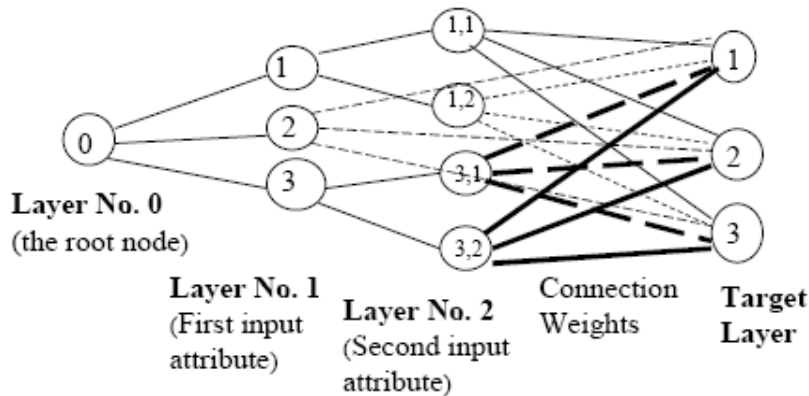 0
Layer No. 0
(the root node)
1
2
3
Layer No. 1
(First input
attribute)
1,1
1,2
3,1
3,2
Layer No. 2
(Second input
attribute)
Connection
Weights
1
2
3
Target
Layer